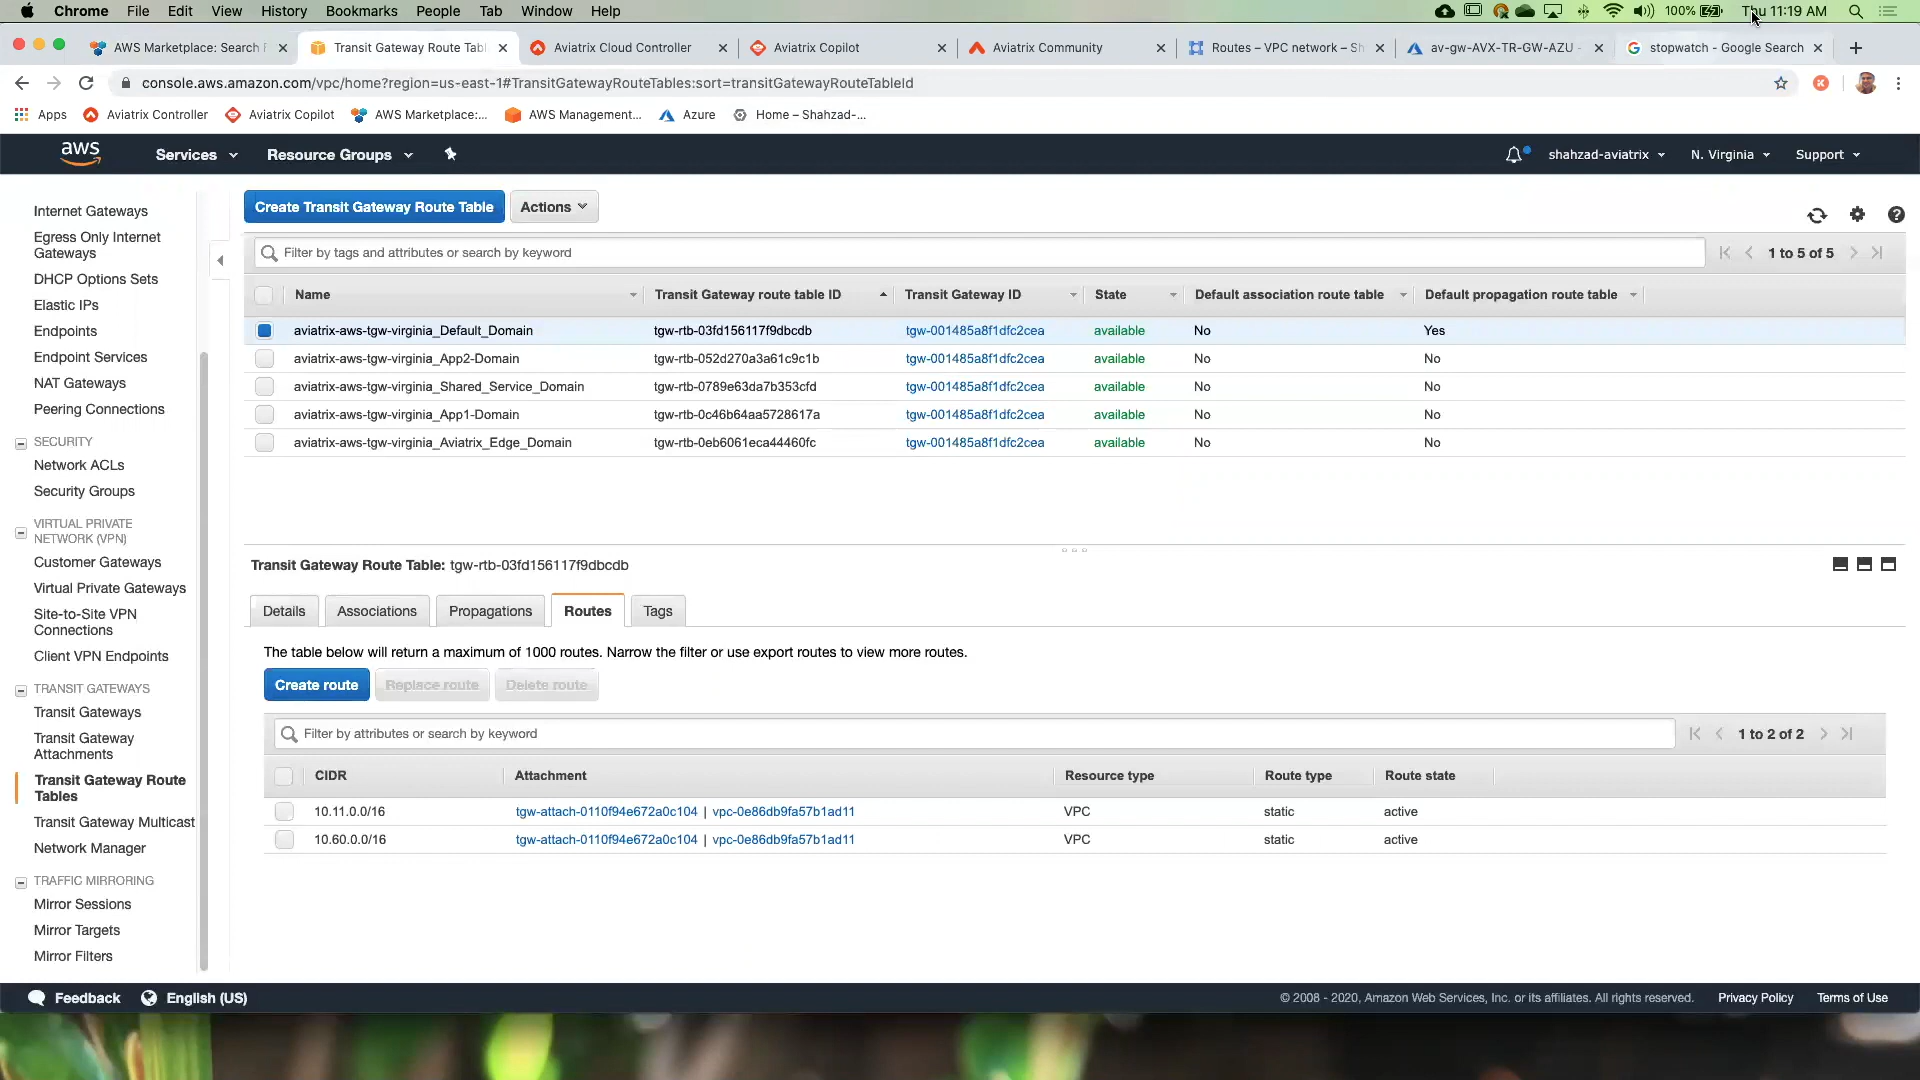 Chrome File Edit View History Bookmarks People Tab Window Help 100% Thu 11:19 AM
AWS Marketplace: Search F Transit Gateway Route Tabl Aviatrix Cloud Controller Aviatrix Copilot Aviatrix Community Routes – VPC network – Sh av-gw-AVX-TR-GW-AZU - stopwatch - Google Search
console.aws.amazon.com/vpc/home?region=us-east-1#TransitGatewayRouteTables:sort=transitGatewayRouteTableId K
Apps Aviatrix Controller Aviatrix Copilot AWS Marketplace:... AWS Management... Azure Home – Shahzad-...
aws Services Resource Groups shahzad-aviatrix N. Virginia Support
Internet Gateways
Egress Only Internet
Gateways
DHCP Options Sets
Elastic IPs
Endpoints
Endpoint Services
NAT Gateways
Peering Connections
SECURITY
Network ACLs
Security Groups
VIRTUAL PRIVATE
NETWORK (VPN)
Customer Gateways
Virtual Private Gateways
Site-to-Site VPN
Connections
Client VPN Endpoints
TRANSIT GATEWAYS
Transit Gateways
Transit Gateway
Attachments
Transit Gateway Route
Tables
Transit Gateway Multicast
Network Manager
TRAFFIC MIRRORING
Mirror Sessions
Mirror Targets
Mirror Filters
Create Transit Gateway Route Table Actions
Filter by tags and attributes or search by keyword 1 to 5 of 5
Name Transit Gateway route table ID Transit Gateway ID State Default association route table Default propagation route table
aviatrix-aws-tgw-virginia_Default_Domain tgw-rtb-03fd156117f9dbcdb tgw-001485a8f1dfc2cea available No Yes
aviatrix-aws-tgw-virginia_App2-Domain tgw-rtb-052d270a3a61c9c1b tgw-001485a8f1dfc2cea available No No
aviatrix-aws-tgw-virginia_Shared_Service_Domain tgw-rtb-0789e63da7b353cfd tgw-001485a8f1dfc2cea available No No
aviatrix-aws-tgw-virginia_App1-Domain tgw-rtb-0c46b64aa5728617a tgw-001485a8f1dfc2cea available No No
aviatrix-aws-tgw-virginia_Aviatrix_Edge_Domain tgw-rtb-0eb6061eca44460fc tgw-001485a8f1dfc2cea available No No
Transit Gateway Route Table: tgw-rtb-03fd156117f9dbcdb
Details Associations Propagations Routes Tags
The table below will return a maximum of 1000 routes. Narrow the filter or use export routes to view more routes.
Create route Replace route Delete route
Filter by attributes or search by keyword 1 to 2 of 2
CIDR Attachment Resource type Route type Route state
10.11.0.0/16 tgw-attach-0110f94e672a0c104 | vpc-0e86db9fa57b1ad11 VPC static active
10.60.0.0/16 tgw-attach-0110f94e672a0c104 | vpc-0e86db9fa57b1ad11 VPC static active
Feedback English (US) © 2008 - 2020, Amazon Web Services, Inc. or its affiliates. All rights reserved. Privacy Policy Terms of Use